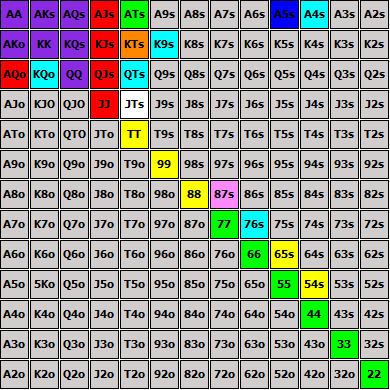 AA AKs AQs AJs ATs A9s A8s A7s A6s A5s A4s A3s A2s
AKo KK KQs KJs KTs K9s K8s K7s K6s K5s K4s K3s K2s
AQo KQo QQ QJs QTs Q9s Q8s Q7s Q6s Q5s Q4s Q3s Q2s
AJo KJO QJO JJ JTs J9s J8s J7s J6s J5s J4s J3s J2s
ATo KTo QTO JTo TT T9s T8s T7s T6s T5s T4s T3s T2s
A9o K9o Q9o J9o T9o 99 98s 97s 96s 95s 94s 93s 92s
A8o K8o Q8o J8o T8o 98o 88 87s 86s 85s 84s 83s 82s
A7o K7o Q7o J7o T7o 97o 87o 77 76s 75s 74s 73s 72s
A6o K6o Q6o J6o T6o 96o 86o 76o 66 65s 64s 63s 62s
A5o 5Ko Q5o J5o T5o 95o 85o 75o 65o 55 54s 53s 52s
A4o K4o Q4o J4o T4o 94o 84o 74o 64o 54o 44 43s 42s
A3o K3o Q3o J3o T3o 93o 83o 73o 63o 53o 43o 33 32s
A2o K2o Q2o J2o T2o 92o 82o 72o 62o 52o 42o 32o 22